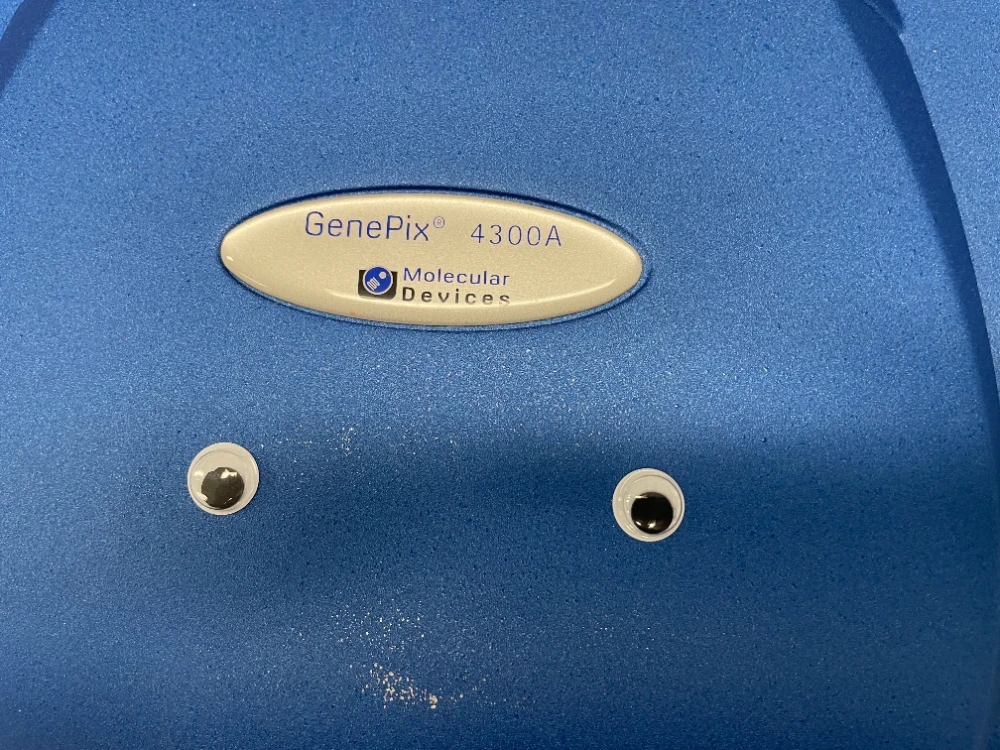 GenePix® 4300A
Molecular
Devices